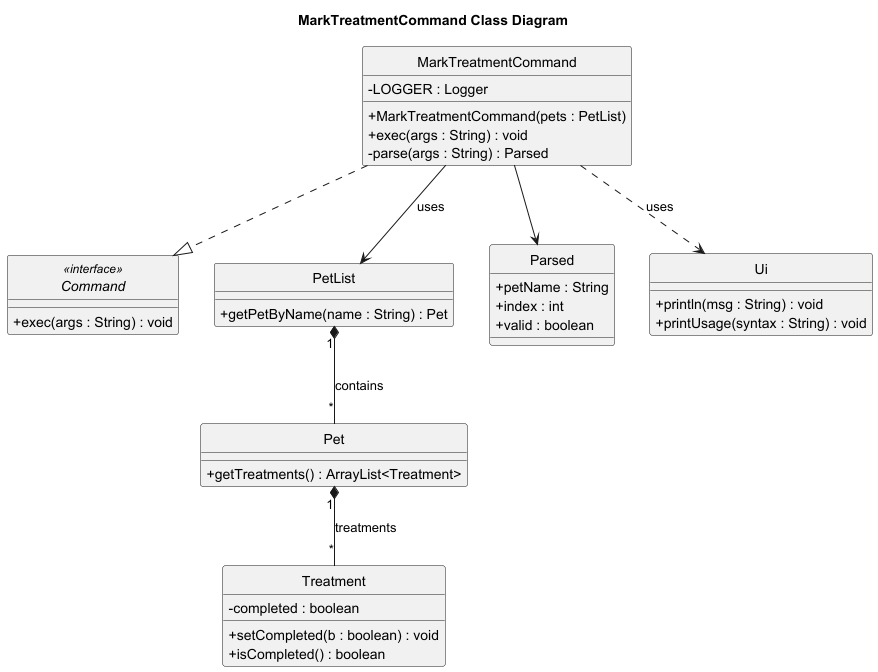 MarkTreatmentCommand Class Diagram
MarkTreatmentCommand
-LOGGER : Logger
+MarkTreatmentCommand(pets : PetList)
+exec(args : String) : void
-parse(args : String) : Parsed
uses
uses
«interface»
Command
+exec(args : String) : void
PetList
+getPetByName(name : String) : Pet
Parsed
+petName : String
+index : int
+valid : boolean
Ui
+println(msg : String) : void
+printUsage(syntax : String) : void
1
contains
*
Pet
+getTreatments() : ArrayList<Treatment>
1
treatments
*
Treatment
-completed : boolean
+setCompleted(b : boolean) : void
+isCompleted() : boolean